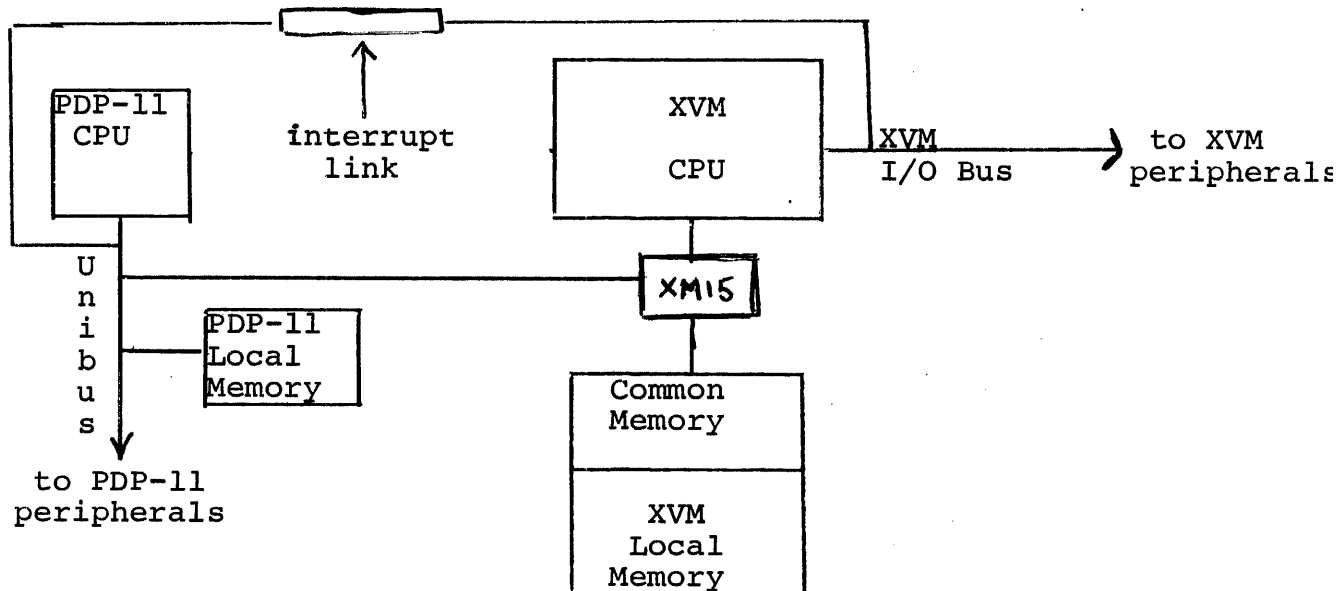 PDP-11
CPU
interrupt
link
XVM
CPU
XVM
I/O Bus
to XVM
peripherals
Unibus
XM15
PDP-11
Local
Memory
Common
Memory
to PDP-11
peripherals
XVM
Local
Memory